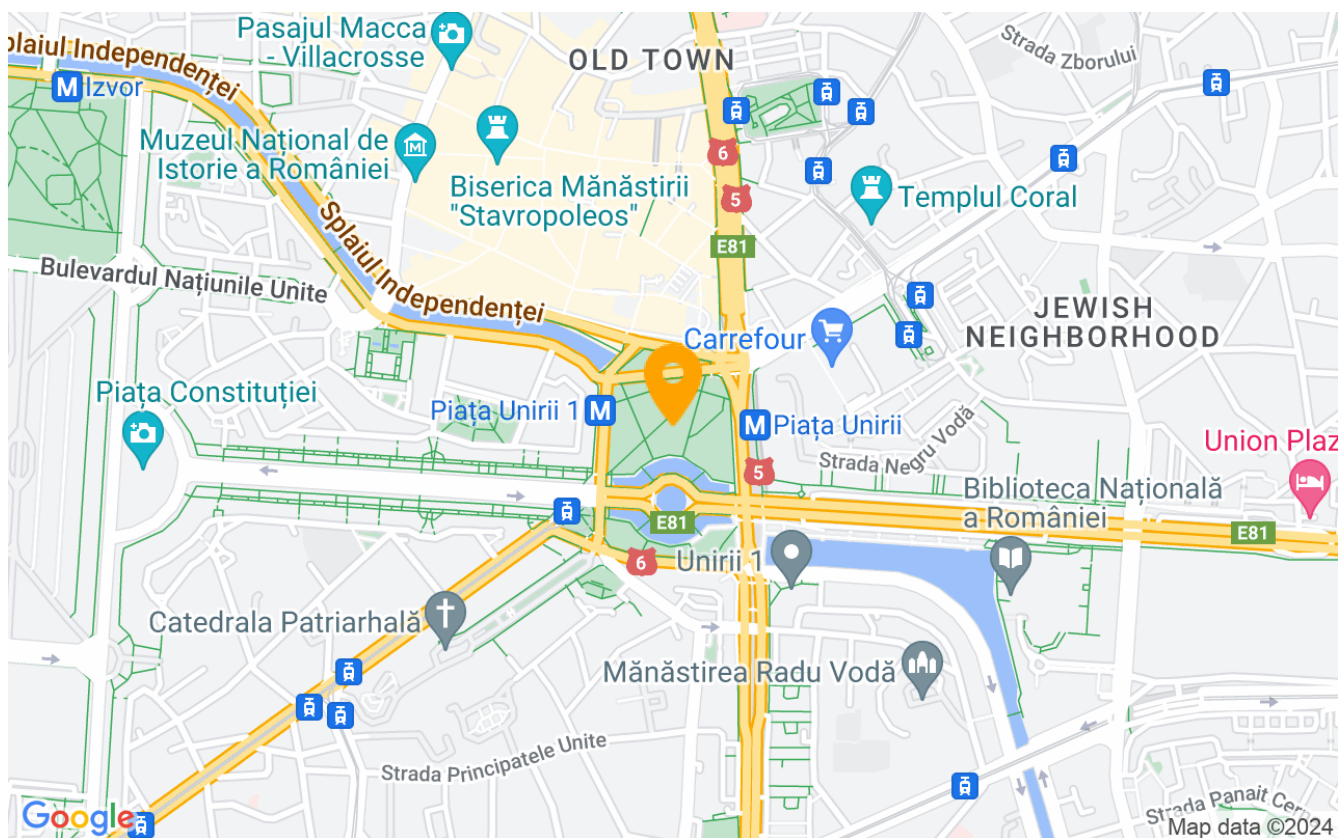 Pasajul Macca
- Villacrosse
OLD TOWN
Strada Zborului
Splaiul Independenței
M Izvor
6
Muzeul Național de
Istorie a României
M
Biserica Mănăstirii
"Stavropoleos"
5
Templul Coral
Splaiul Independenței
E81
Bulevardul Națiunile Unite
JEWISH
NEIGHBORHOOD
Carrefour
Piața Constituției
Piața Unirii 1 M
M Piața Unirii
Strada Negru Vodă
Union Plaz
5
Biblioteca Națională
a României
E81
E81
6
Unirii 1
Catedrala Patriarhală
Mănăstirea Radu Vodă
Strada Principatele Unite
Strada Panait Cer
Google
Map data ©2024